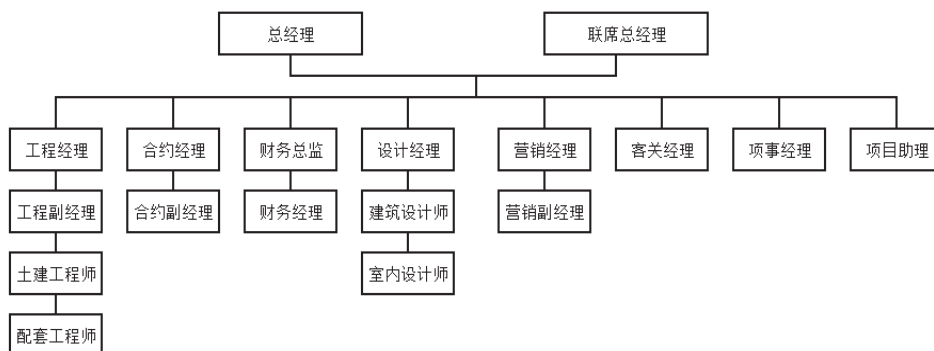 总经理
联席总经理
工程经理
合约经理
财务总监
设计经理
营销经理
客关经理
项事经理
项目助理
工程副经理
合约副经理
财务经理
建筑设计师
营销副经理
土建工程师
室内设计师
配套工程师